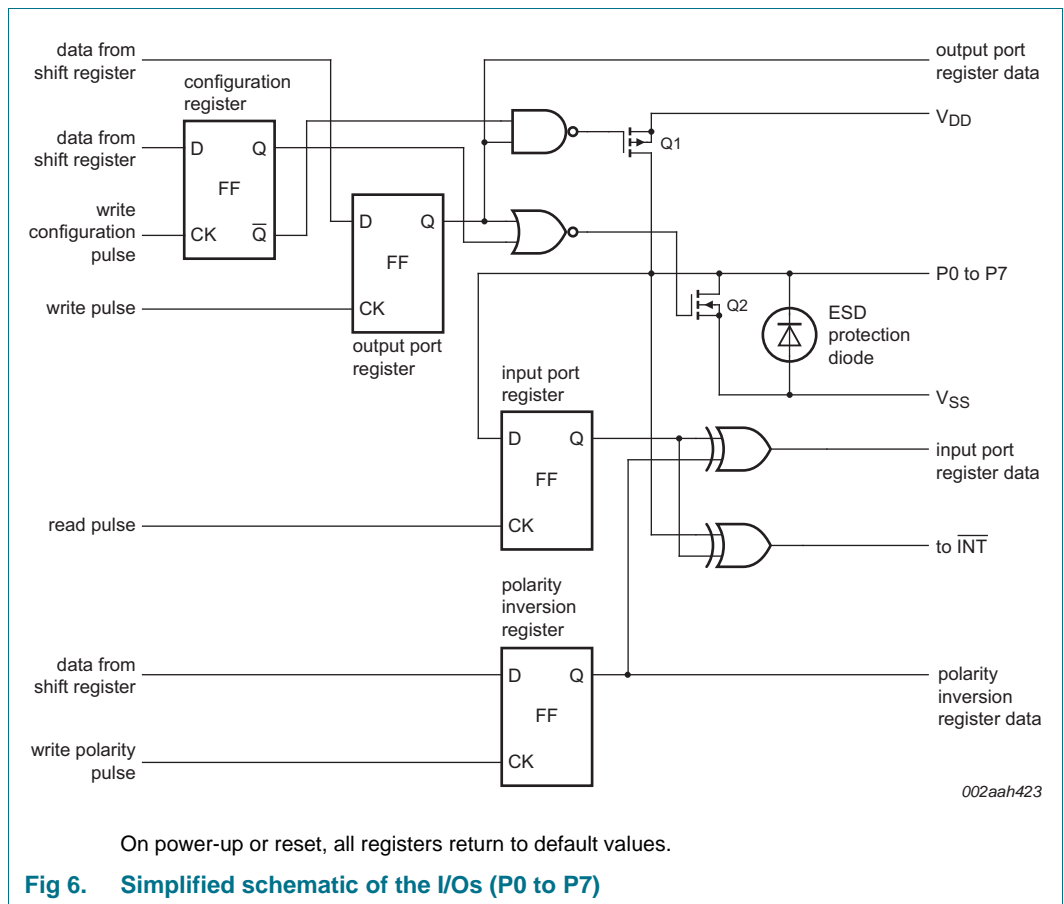 data from
shift register
configuration
register
data from
shift register
write
configuration
pulse
D
Q
FF
CK
Q̅
write pulse
D
Q
FF
CK
output port
register
Q1
Q2
output port
register data
V_DD
P0 to P7
ESD
protection
diode
V_SS
input port
register
D
Q
FF
CK
read pulse
input port
register data
to I̅N̅T̅
polarity
inversion
register
data from
shift register
D
Q
FF
CK
write polarity
pulse
polarity
inversion
register data
002aah423
On power-up or reset, all registers return to default values.
Fig 6. Simplified schematic of the I/Os (P0 to P7)